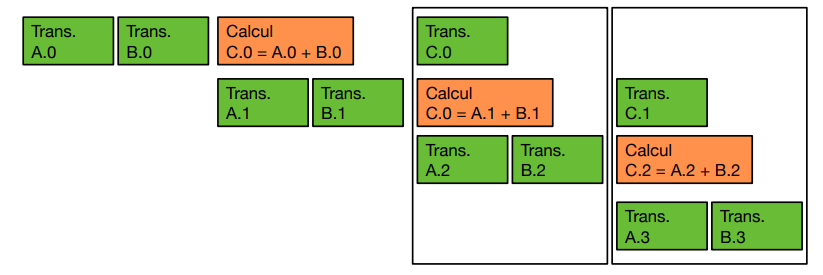 Trans.
A.0
Trans.
B.0
Calcul
C.0 = A.0 + B.0
Trans.
C.0
Trans.
A.1
Trans.
B.1
Calcul
C.0 = A.1 + B.1
Trans.
C.1
Trans.
A.2
Trans.
B.2
Calcul
C.2 = A.2 + B.2
Trans.
A.3
Trans.
B.3